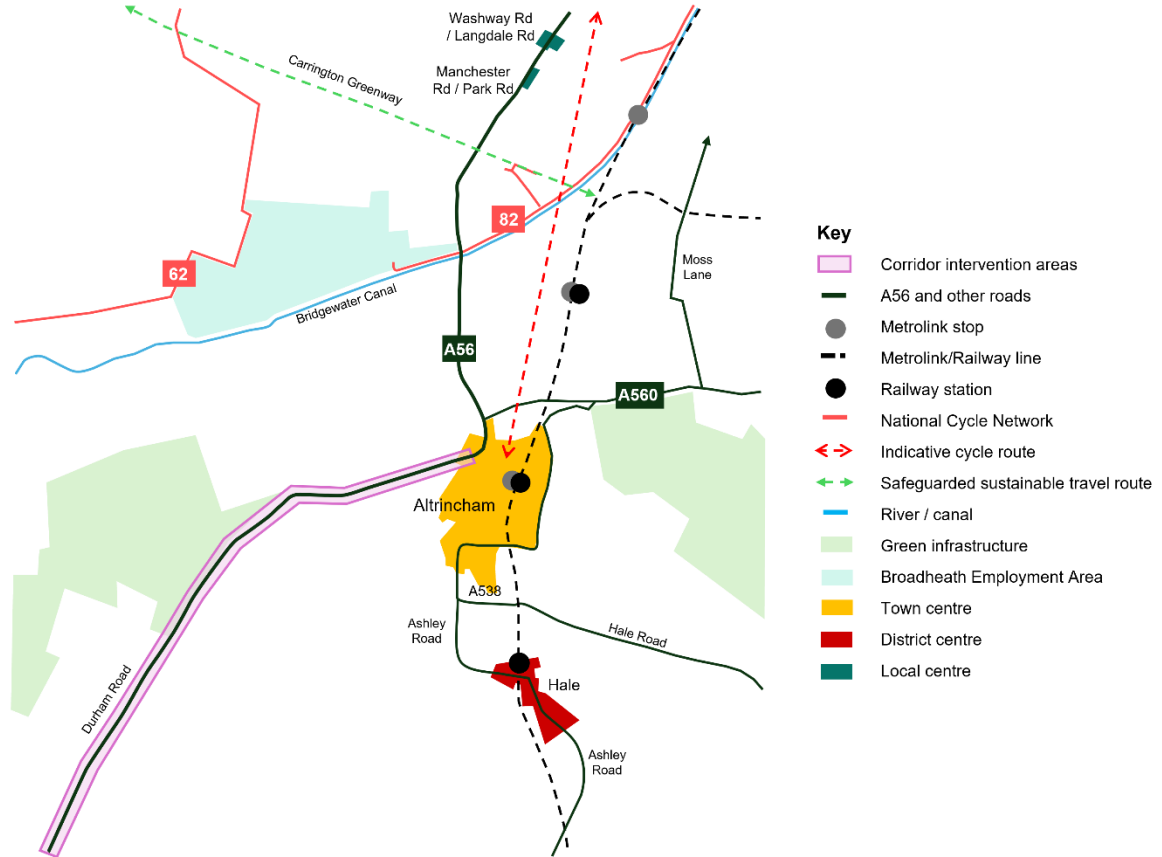 Washway Rd
/ Langdale Rd
Manchester
Rd / Park Rd
Carrington Greenway
82
62
Bridgewater Canal
Moss
Lane
A56
A560
Altrincham
A538
Ashley
Road
Hale Road
Durham Road
Hale
Ashley
Road
Key
Corridor intervention areas
A56 and other roads
Metrolink stop
Metrolink/Railway line
Railway station
National Cycle Network
Indicative cycle route
Safeguarded sustainable travel route
River / canal
Green infrastructure
Broadheath Employment Area
Town centre
District centre
Local centre